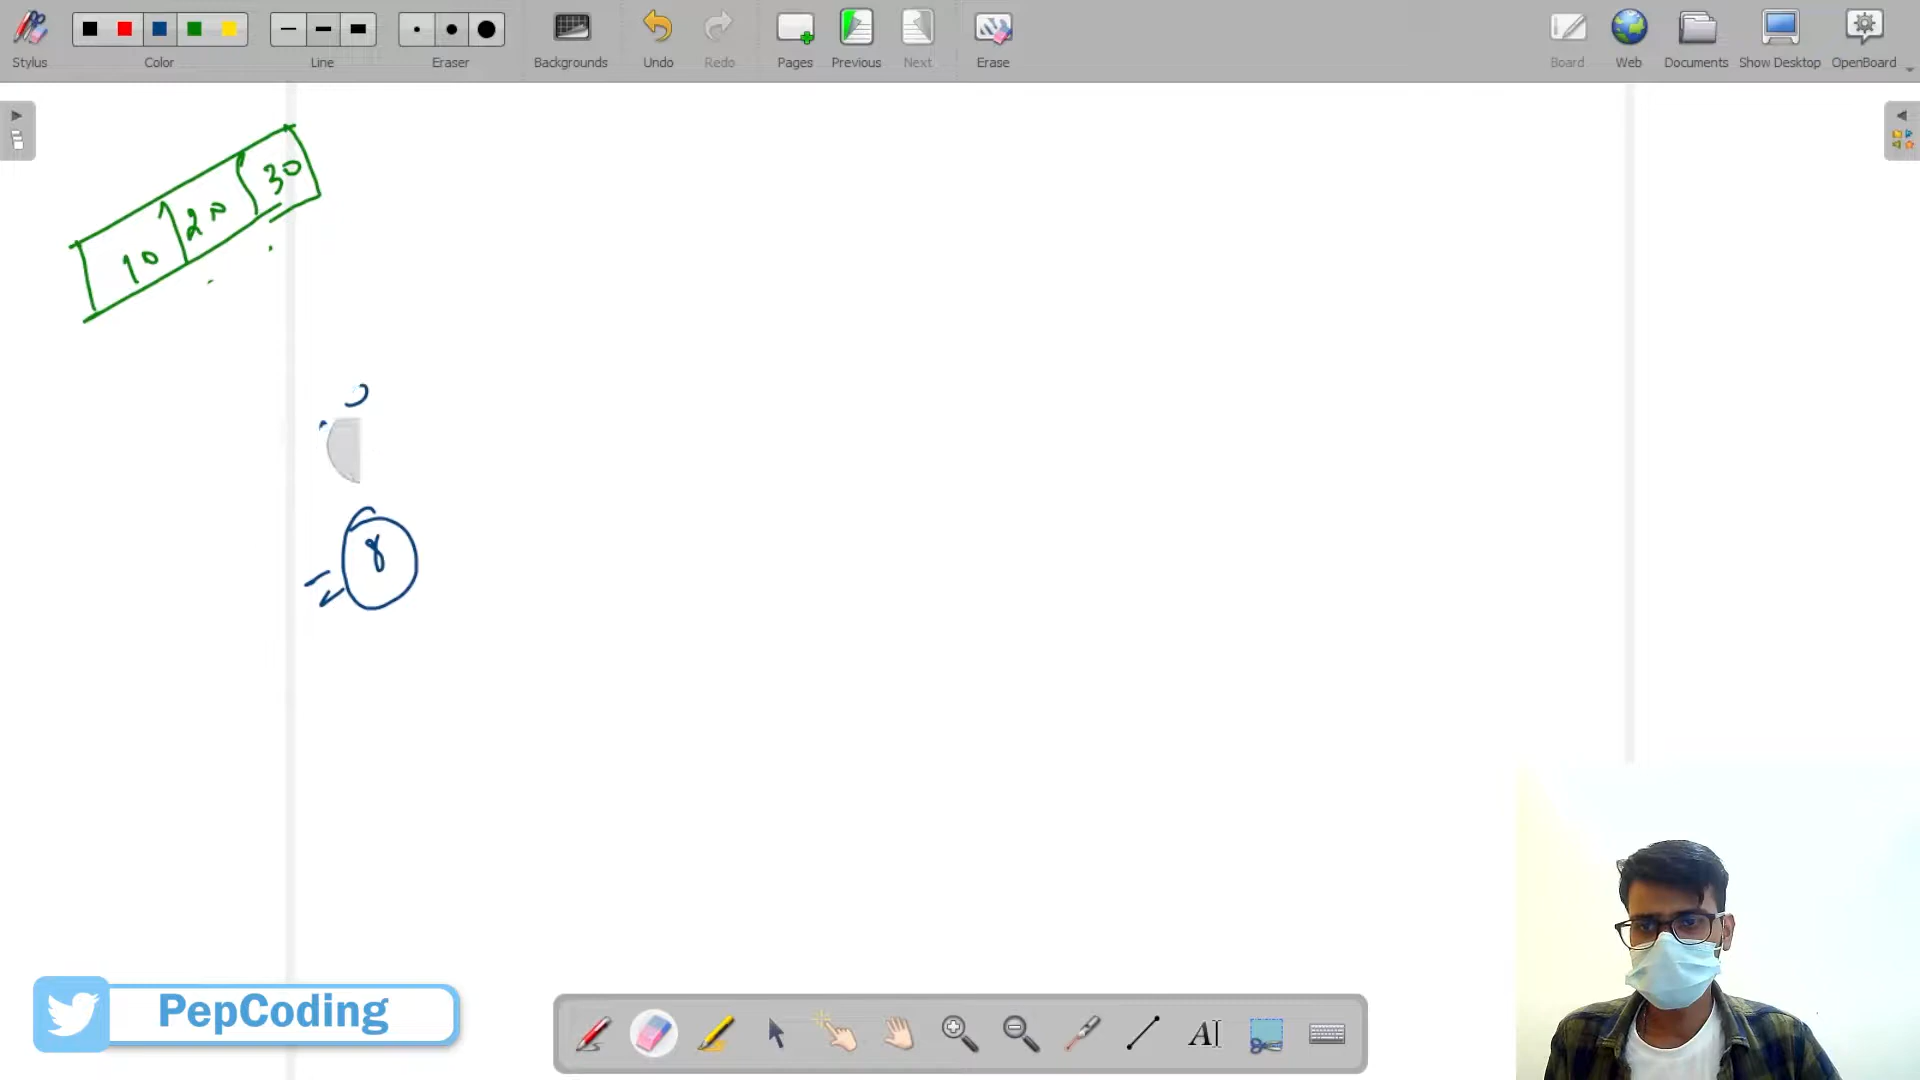 Stylus
Color
Line
Eraser
Backgrounds
Undo
Redo
Pages
Previous
Next
Erase
Board
Web
Documents
Show Desktop
OpenBoard
10 20 30
8
PepCoding